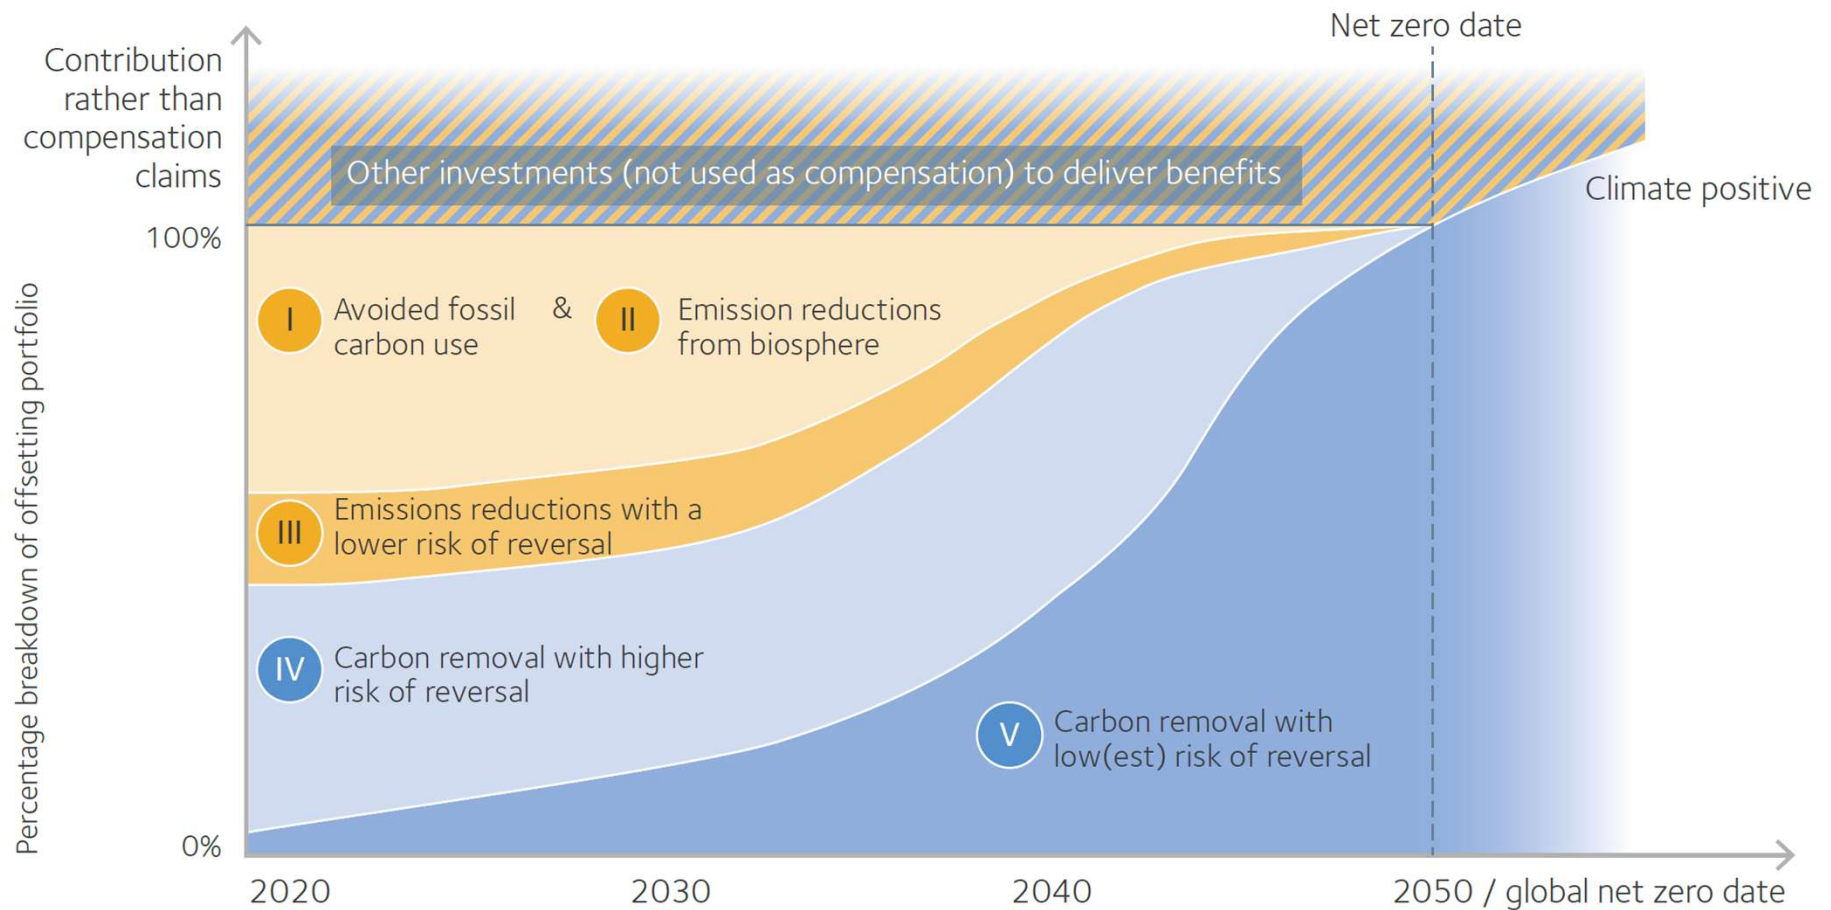 Net zero date
Contribution
rather than
compensation
claims
Other investments (not used as compensation) to deliver benefits
Climate positive
100%
Percentage breakdown of offsetting portfolio
I Avoided fossil & II Emission reductions
carbon use from biosphere
III Emissions reductions with a
lower risk of reversal
IV Carbon removal with higher
risk of reversal
V Carbon removal with
low(est) risk of reversal
0%
2020 2030 2040 2050 / global net zero date